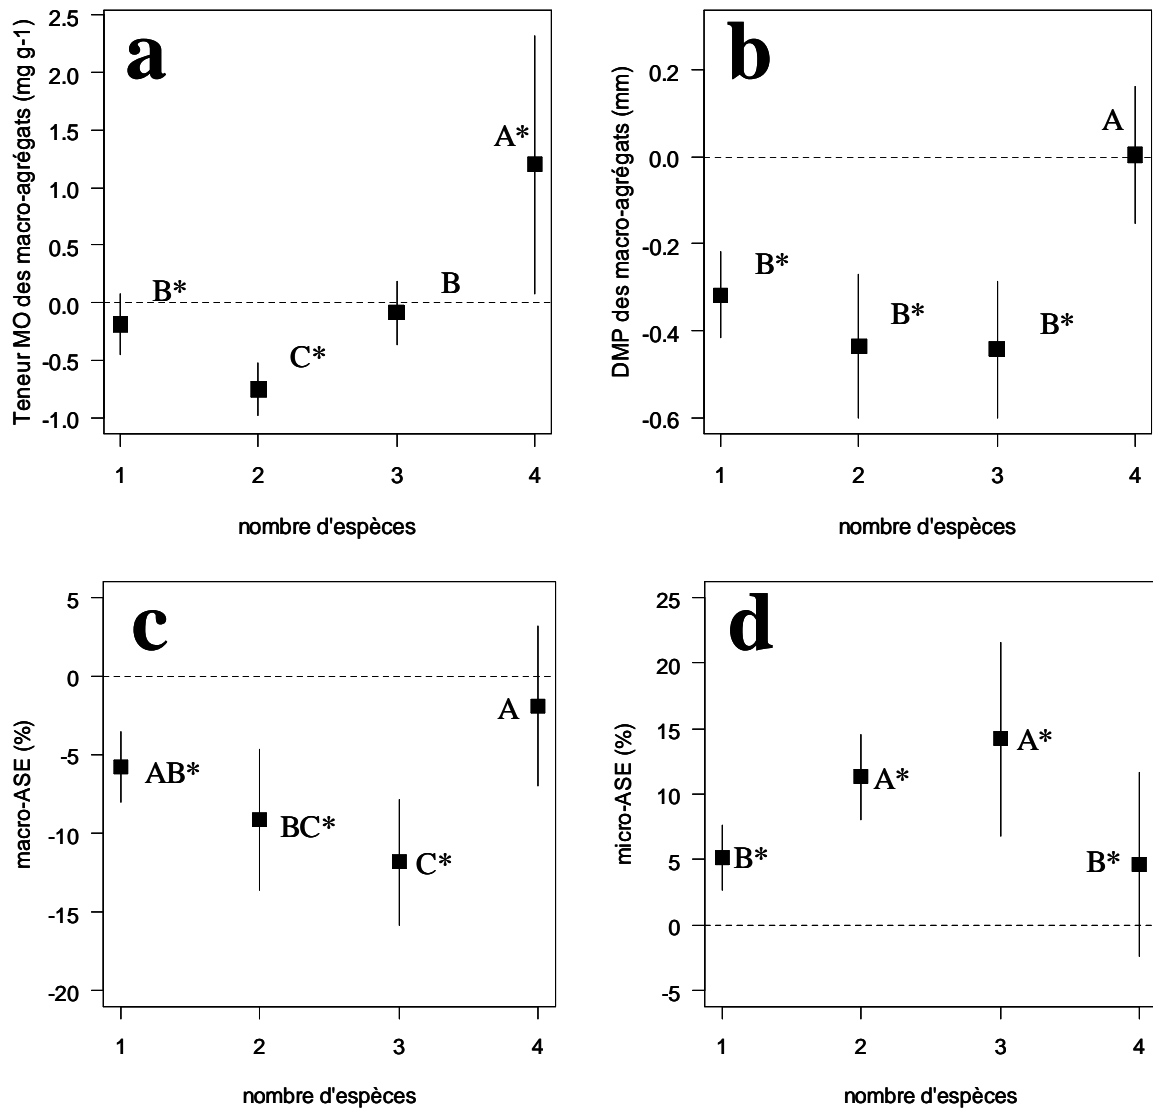 a
Teneur MO des macro-agrégats (mg g-1)
2.5
2.0
1.5
1.0
0.5
0.0
-0.5
-1.0
B*
C*
B
A*
1 2 3 4
nombre d'espèces
b
DMP des macro-agrégats (mm)
0.2
0.0
-0.2
-0.4
-0.6
B*
B*
B*
A
1 2 3 4
nombre d'espèces
c
macro-ASE (%)
5
0
-5
-10
-15
-20
AB*
BC*
C*
A
1 2 3 4
nombre d'espèces
d
micro-ASE (%)
25
20
15
10
5
0
-5
B*
A*
A*
B*
1 2 3 4
nombre d'espèces